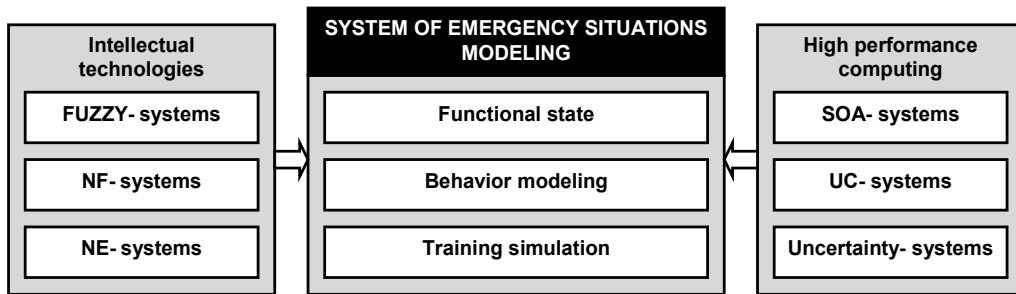 Intellectual
technologies
FUZZY- systems
NF- systems
NE- systems
SYSTEM OF EMERGENCY SITUATIONS
MODELING
Functional state
Behavior modeling
Training simulation
High performance
computing
SOA- systems
UC- systems
Uncertainty- systems